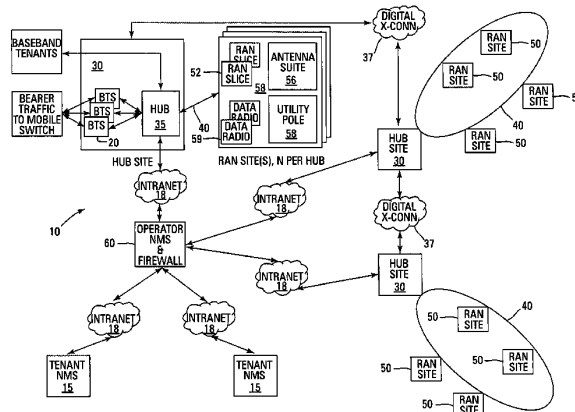 BASEBAND
TENANTS
BEARER TRAFFIC
TO MOBILE
SWITCH
30
BTS
BTS
BTS
20
HUB
35
HUB SITE
40
52
RAN
SLICE
RAN
SLICE
58
DATA
RADIO
DATA
RADIO
59
ANTENNA
SUITE
56
UTILITY
POLE
58
RAN SITE(S), N PER HUB
DIGITAL
X-CONN
37
RAN
SITE
50
RAN
SITE
50
RAN
SITE
5
RAN
SITE
50
40
HUB
SITE
30
DIGITAL
X-CONN
37
HUB
SITE
30
40
50
RAN
SITE
50
RAN
SITE
50
RAN
SITE
50
RAN
SITE
INTRANET
18
INTRANET
18
INTRANET
18
10
60
OPERATOR
NMS
&
FIREWALL
INTRANET
18
INTRANET
18
TENANT
NMS
15
TENANT
NMS
15